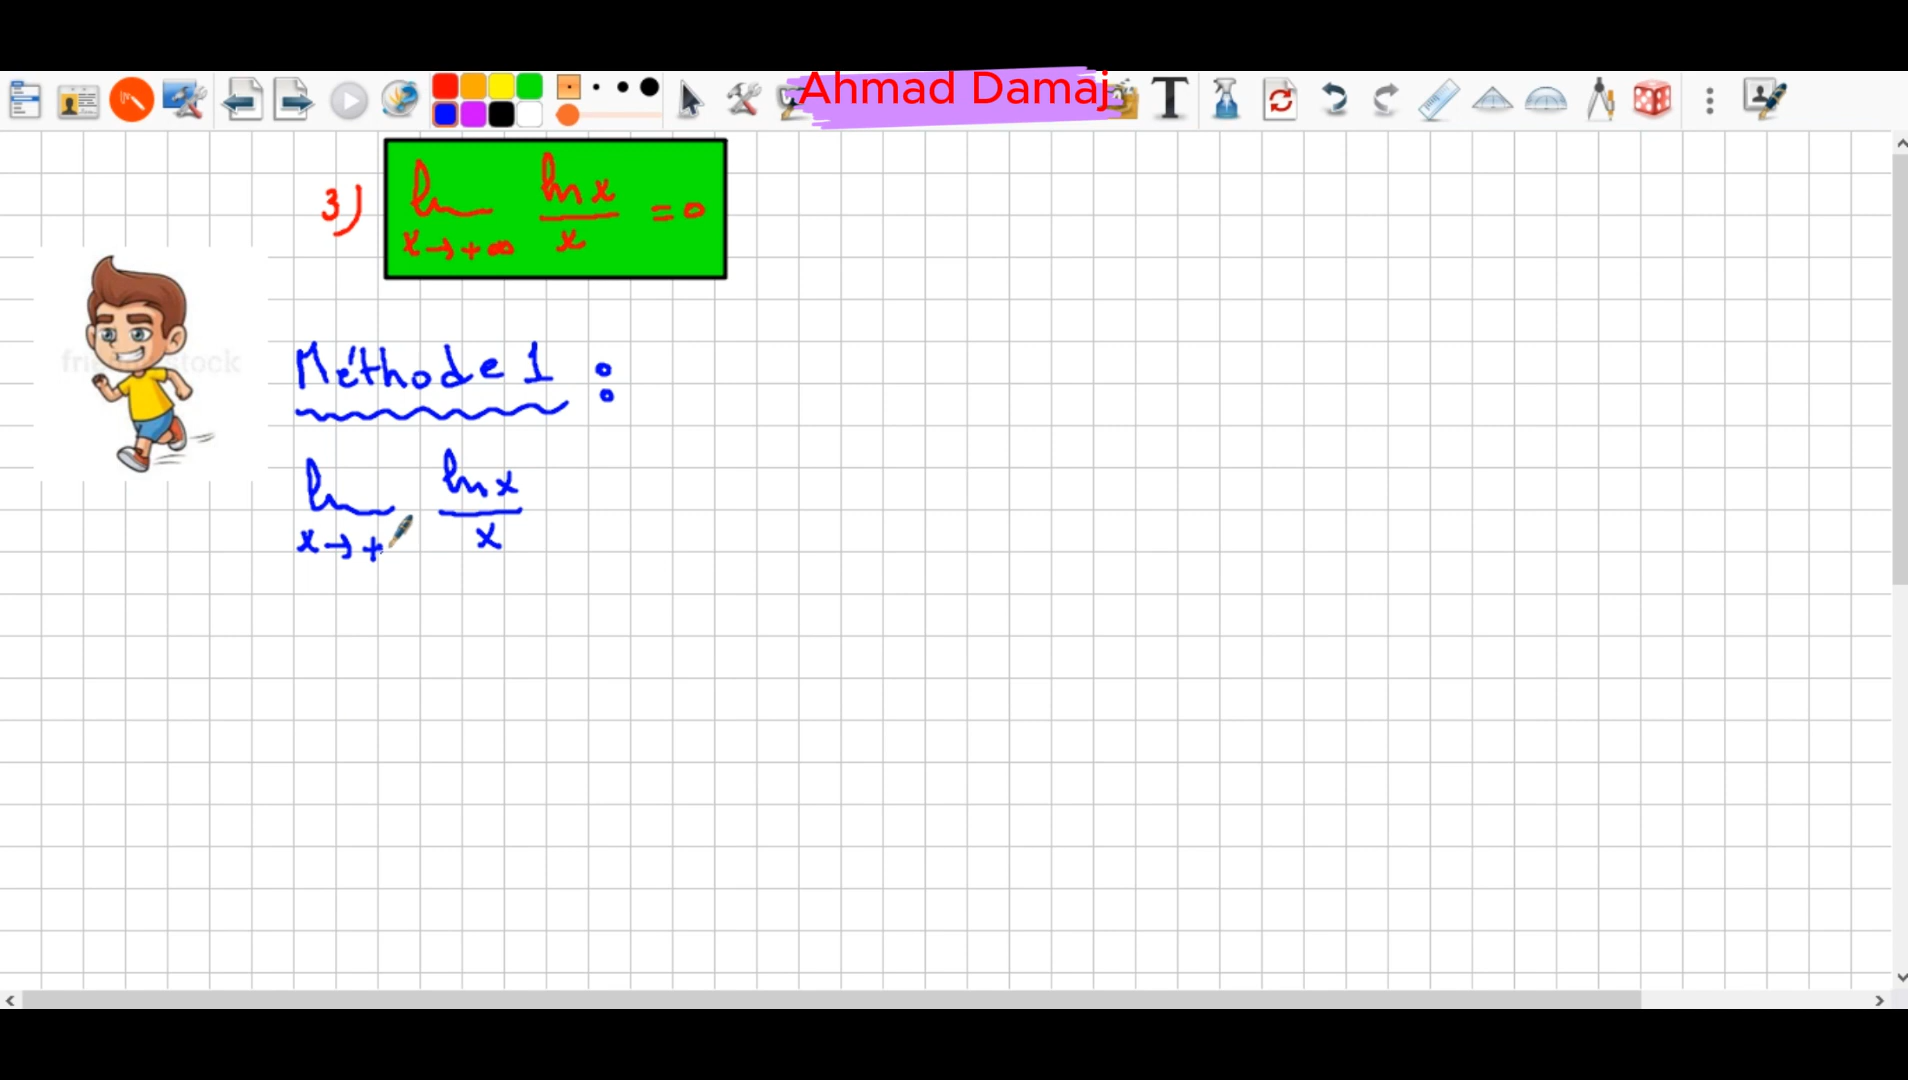 Ahmad Damaj
3) lim ln x / x = 0
x → +∞
Méthode 1 :
lim ln x / x
x → +